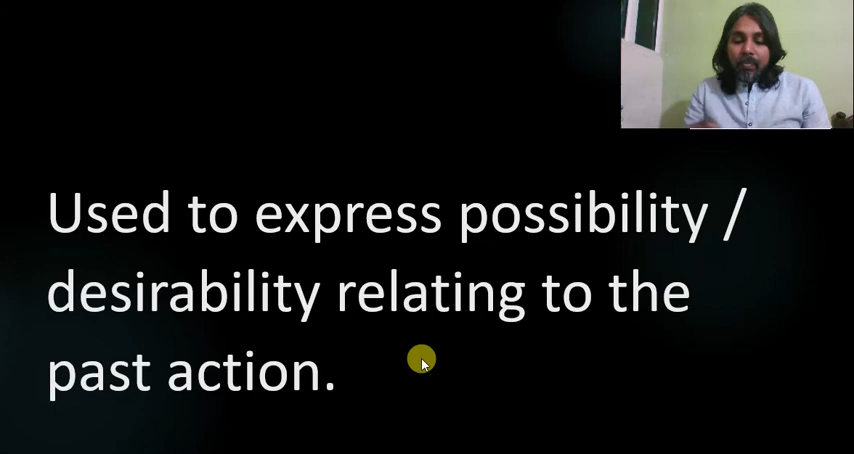 Used to express possibility /
desirability relating to the
past action.